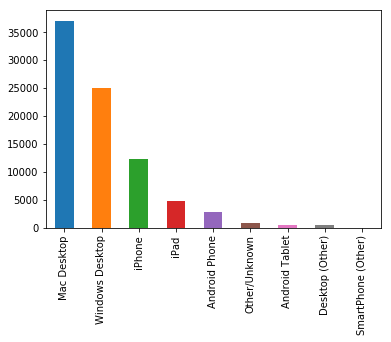 35000
30000
25000
20000
15000
10000
5000
0
Mac Desktop
Windows Desktop
iPhone
iPad
Android Phone
Other/Unknown
Android Tablet
Desktop (Other)
SmartPhone (Other)